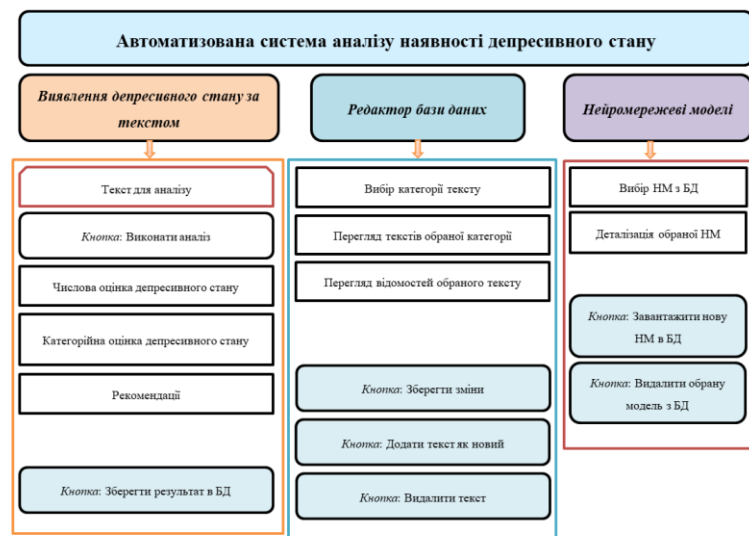 Автоматизована система аналізу наявності депресивного стану
Виявлення депресивного стану за
текстом
Текст для аналізу
Кнопка: Виконати аналіз
Числова оцінка депресивного стану
Категорійна оцінка депресивного стану
Рекомендації
Кнопка: Зберегти результат в БД
Редактор бази даних
Вибір категорії тексту
Перегляд текстів обраної категорії
Перегляд відомостей обраного тексту
Кнопка: Зберегти зміни
Кнопка: Додати текст як новий
Кнопка: Видалити текст
Нейромережеві моделі
Вибір НМ з БД
Деталізація обраної НМ
Кнопка: Завантажити нову
НМ в БД
Кнопка: Видалити обрану
модель з БД